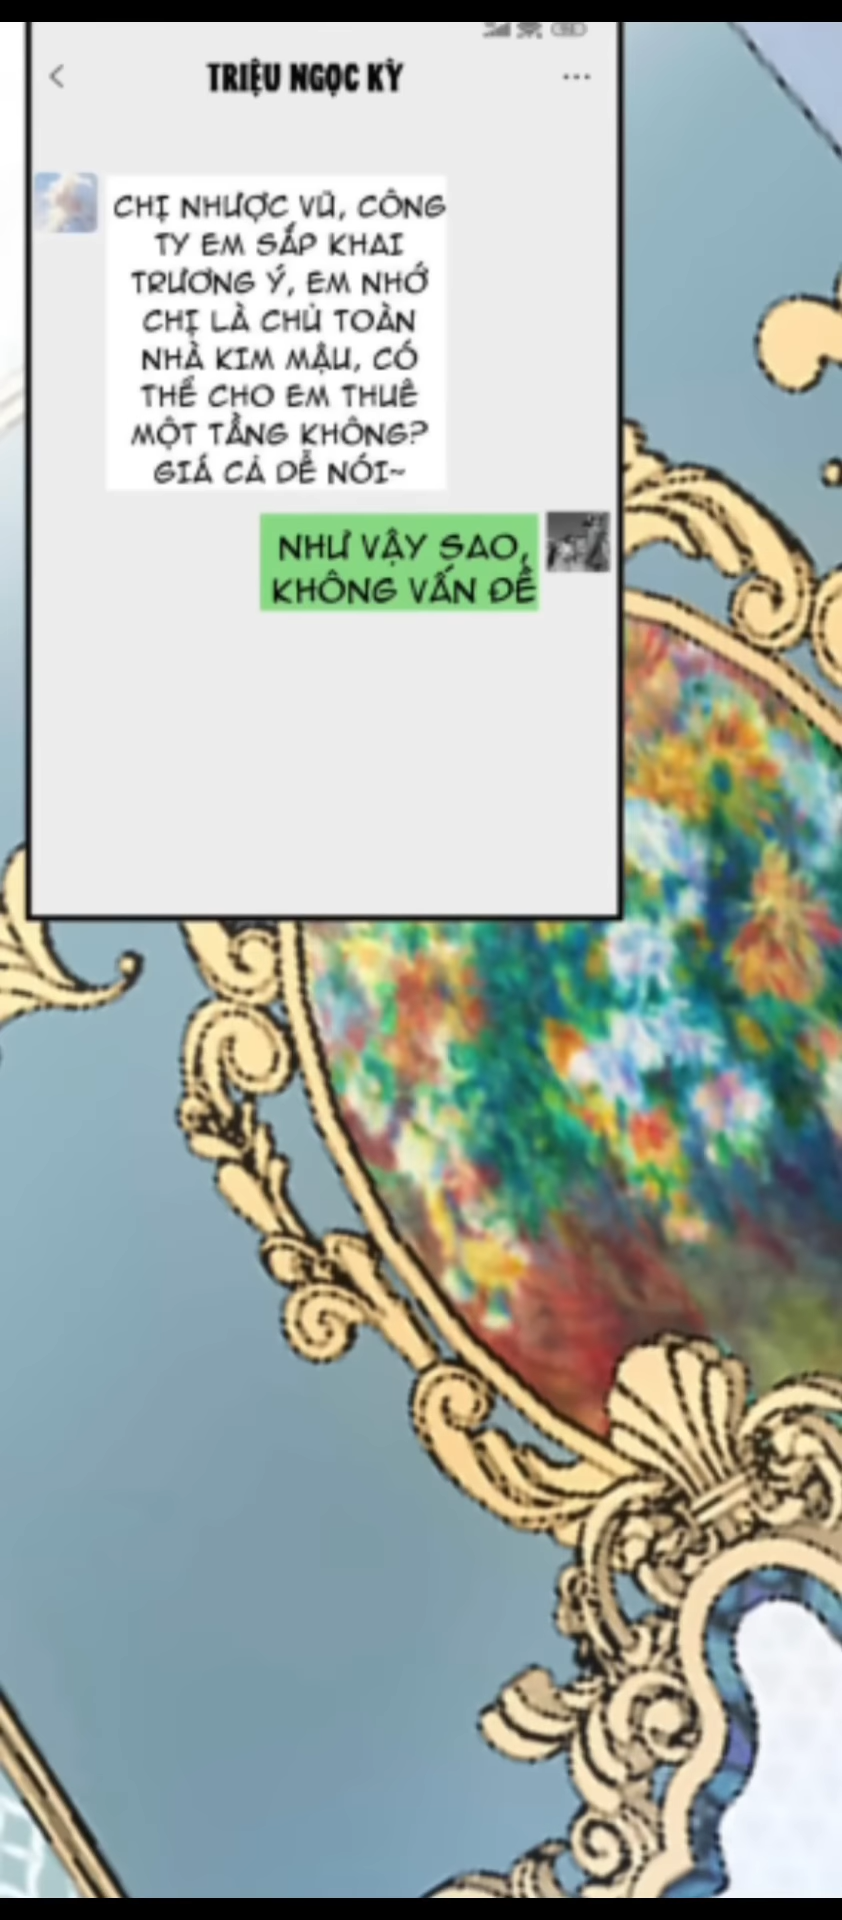 TRIỆU NGỌC KỲ
CHỊ NHƯỢC VŨ, CÔNG
TY EM SẮP KHAI
TRƯƠNG Ý, EM NHỚ
CHỊ LÀ CHỦ TOÀN
NHÀ KIM MẬU, CÓ
THỂ CHO EM THUÊ
MỘT TẦNG KHÔNG?
GIÁ CẢ DỄ NÓI~
NHƯ VẬY SAO,
KHÔNG VẤN ĐỀ